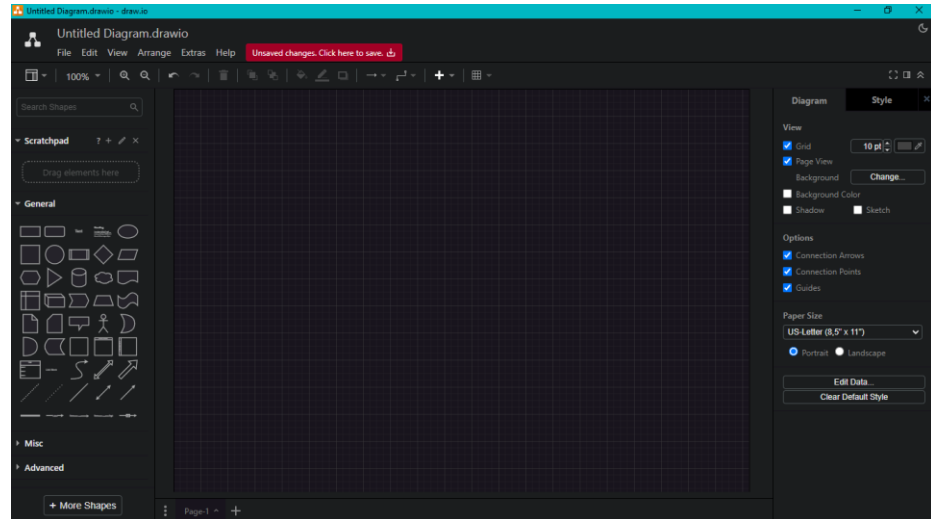 Untitled Diagram.drawio - draw.io
Untitled Diagram.drawio
File Edit View Arrange Extras Help Unsaved changes. Click here to save.
100%
Search Shapes
Scratchpad ? + ×
Drag elements here
General
Misc
Advanced
+ More Shapes
Page-1 +
Diagram Style ×
View
Grid 10 pt
Page View
Background Change...
Background Color
Shadow Sketch
Options
Connection Arrows
Connection Points
Guides
Paper Size
US-Letter (8,5" x 11")
Portrait Landscape
Edit Data...
Clear Default Style